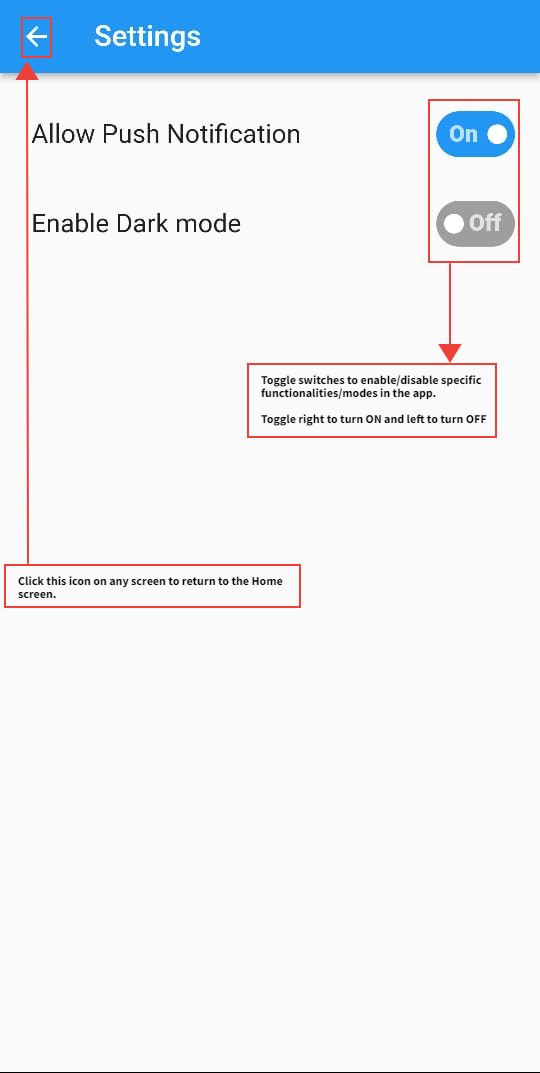 Settings
Allow Push Notification
On
Enable Dark mode
Off
Toggle switches to enable/disable specific
functionalities/modes in the app.
Toggle right to turn ON and left to turn OFF
Click this icon on any screen to return to the Home
screen.